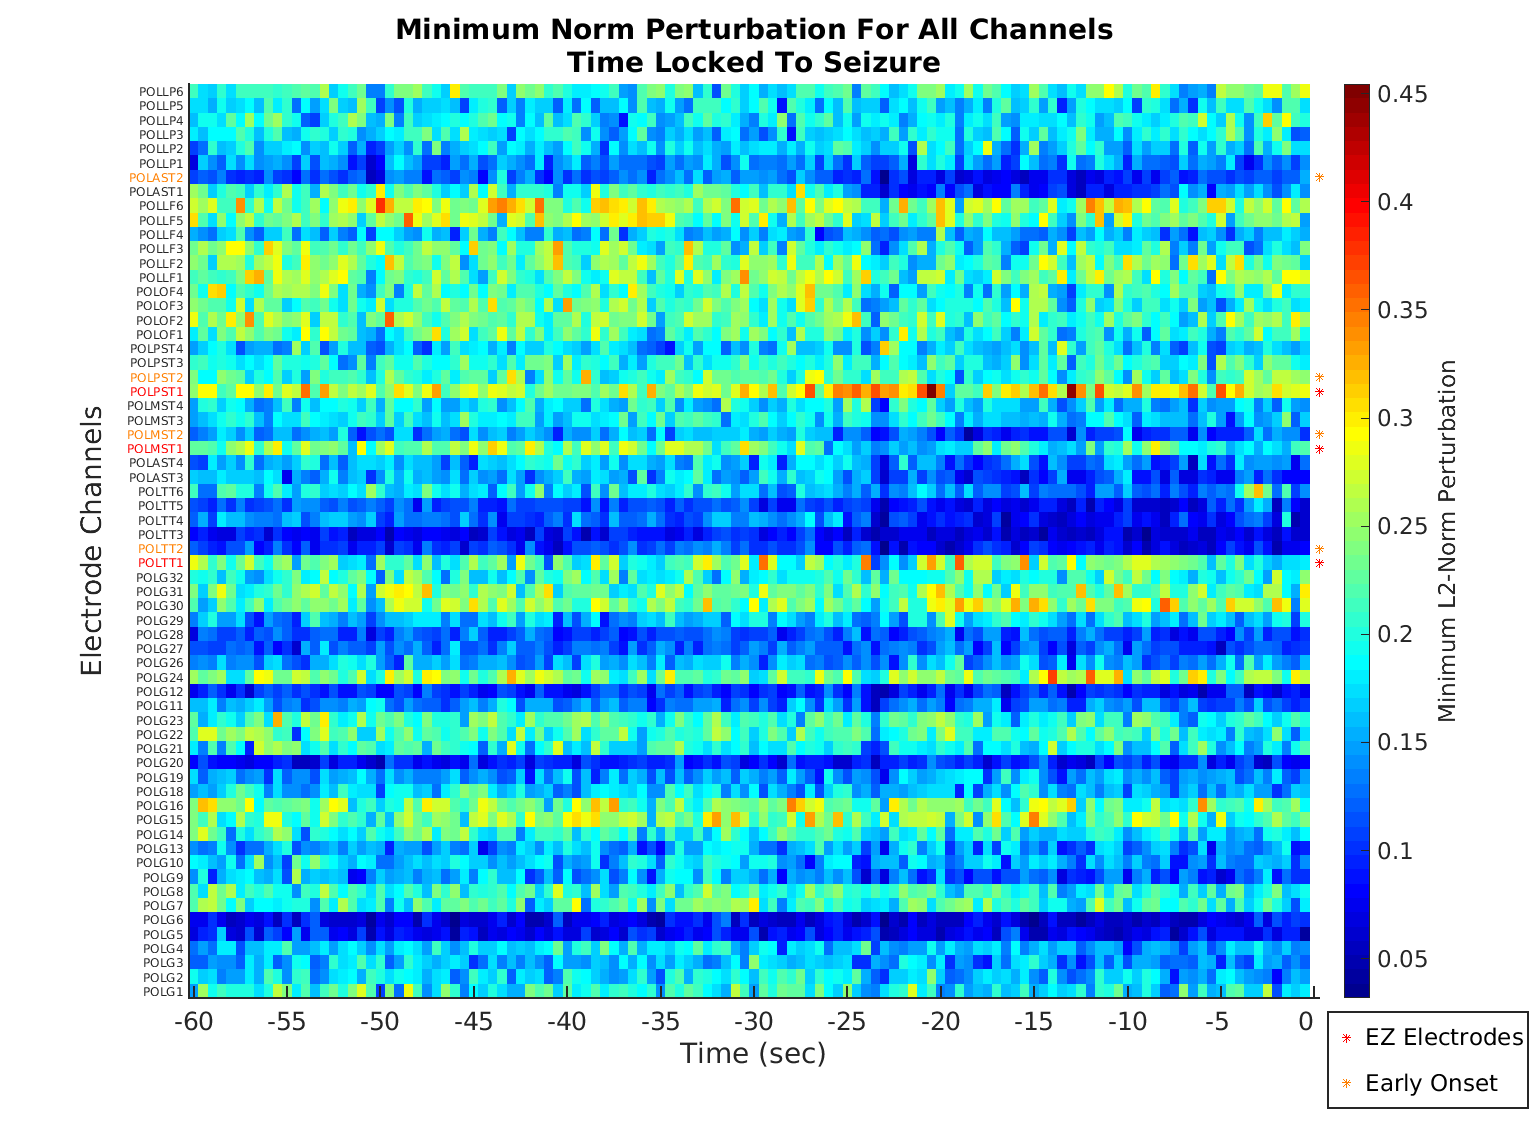 Minimum Norm Perturbation For All Channels
Time Locked To Seizure
Electrode Channels
POLLP6
POLLP5
POLLP4
POLLP3
POLLP2
POLLP1
POLAST2
POLAST1
POLLF6
POLLF5
POLLF4
POLLF3
POLLF2
POLLF1
POLOF4
POLOF3
POLOF2
POLOF1
POLPST4
POLPST3
POLPST2
POLPST1
POLMST4
POLMST3
POLMST2
POLMST1
POLAST4
POLAST3
POLTT6
POLTT5
POLTT4
POLTT3
POLTT2
POLTT1
POLG32
POLG31
POLG30
POLG29
POLG28
POLG27
POLG26
POLG24
POLG12
POLG11
POLG23
POLG22
POLG21
POLG20
POLG19
POLG18
POLG16
POLG15
POLG14
POLG13
POLG10
POLG9
POLG8
POLG7
POLG6
POLG5
POLG4
POLG3
POLG2
POLG1
-60 -55 -50 -45 -40 -35 -30 -25 -20 -15 -10 -5 0
Time (sec)
0.45
0.4
0.35
0.3
0.25
0.2
0.15
0.1
0.05
Minimum L2-Norm Perturbation
EZ Electrodes
Early Onset